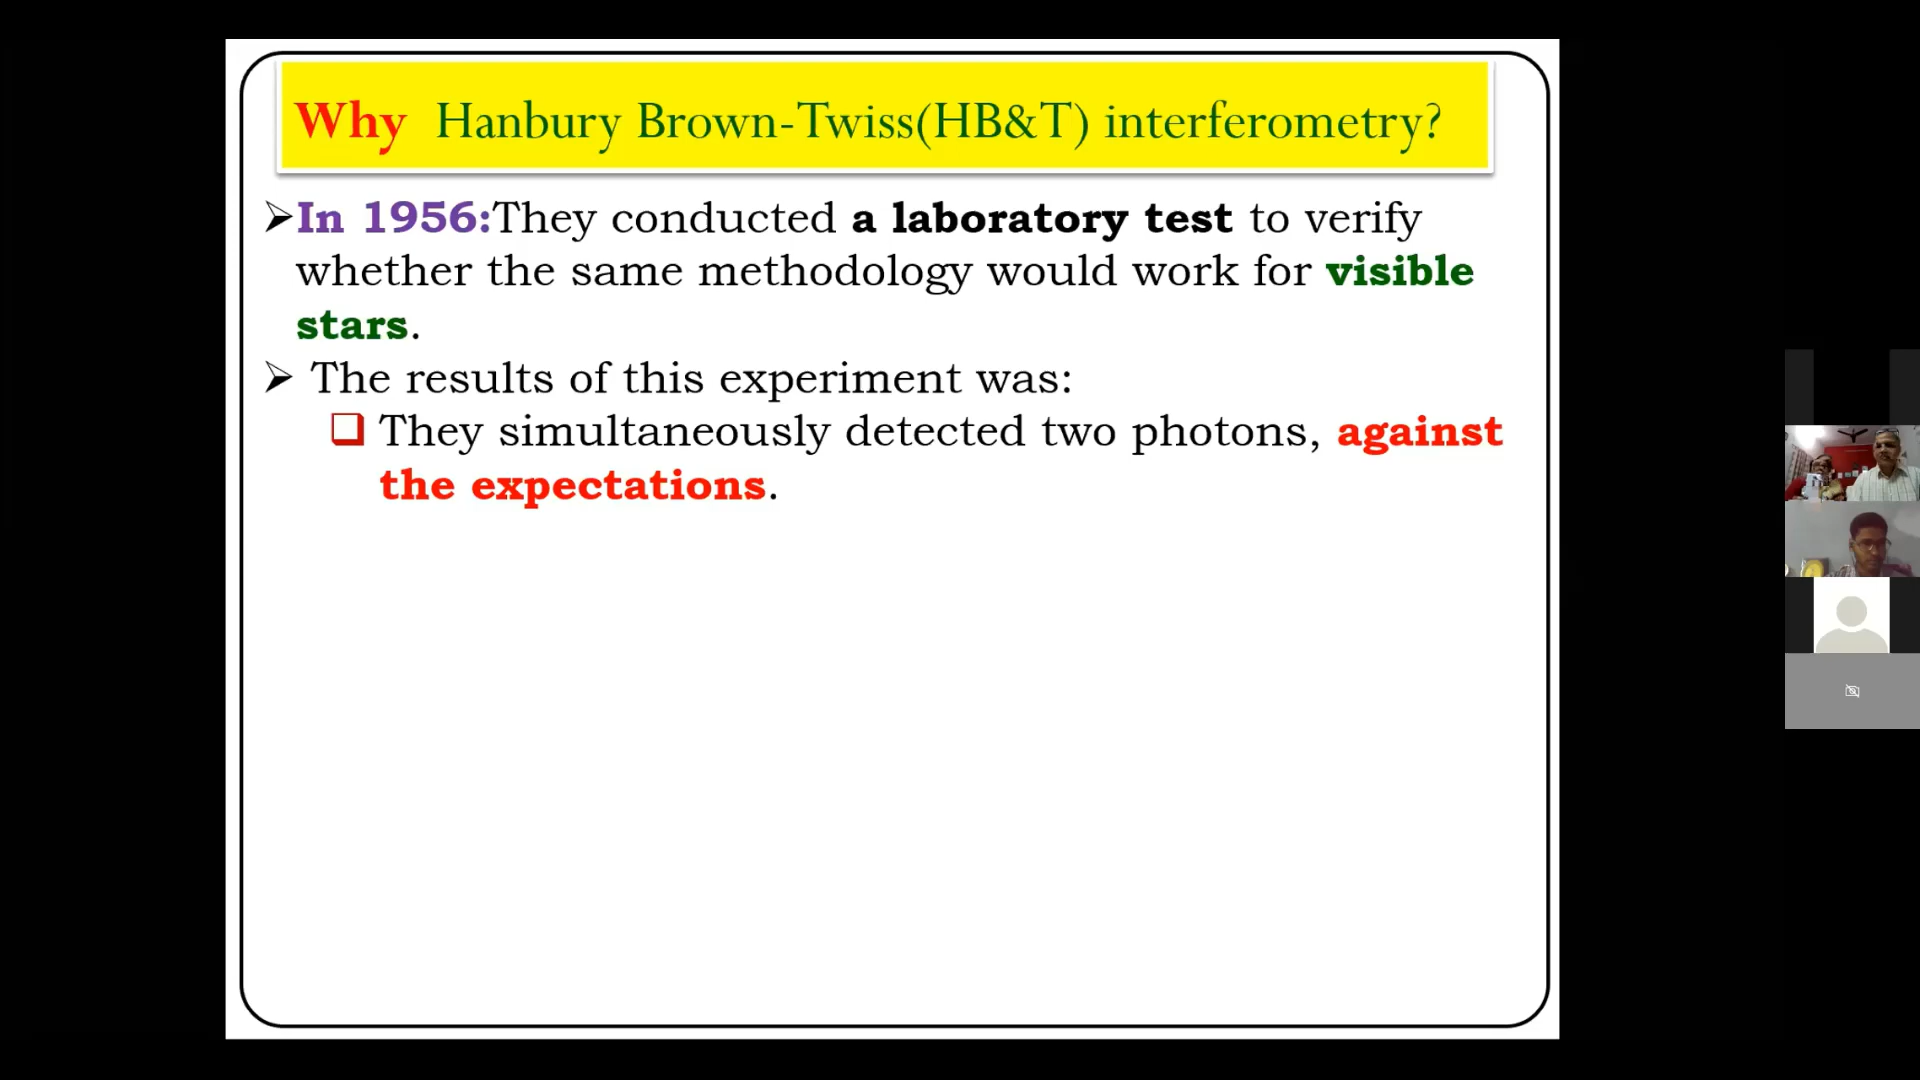 Why Hanbury Brown-Twiss(HB&T) interferometry?
➢In 1956:They conducted a laboratory test to verify
whether the same methodology would work for visible
stars.
➢ The results of this experiment was:
❑ They simultaneously detected two photons, against
the expectations.